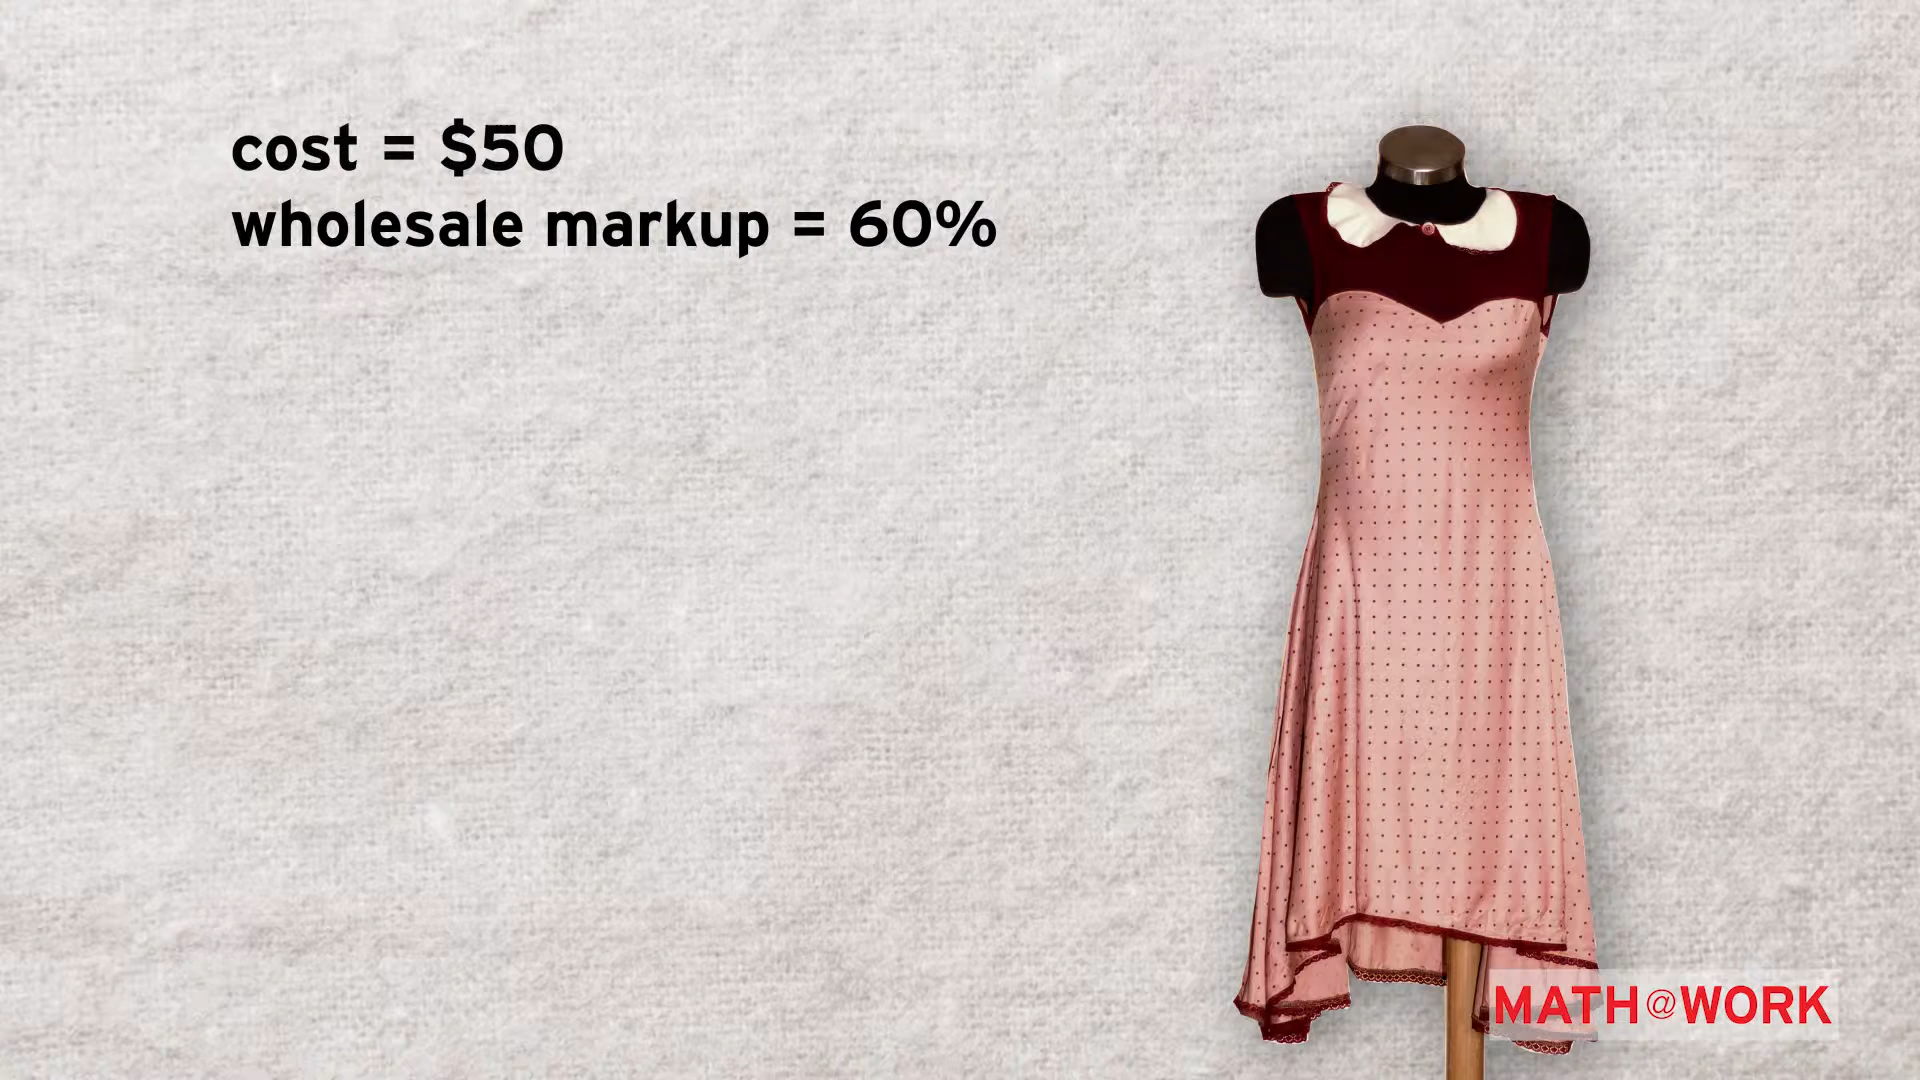 cost = $50
wholesale markup = 60%
MATH@WORK